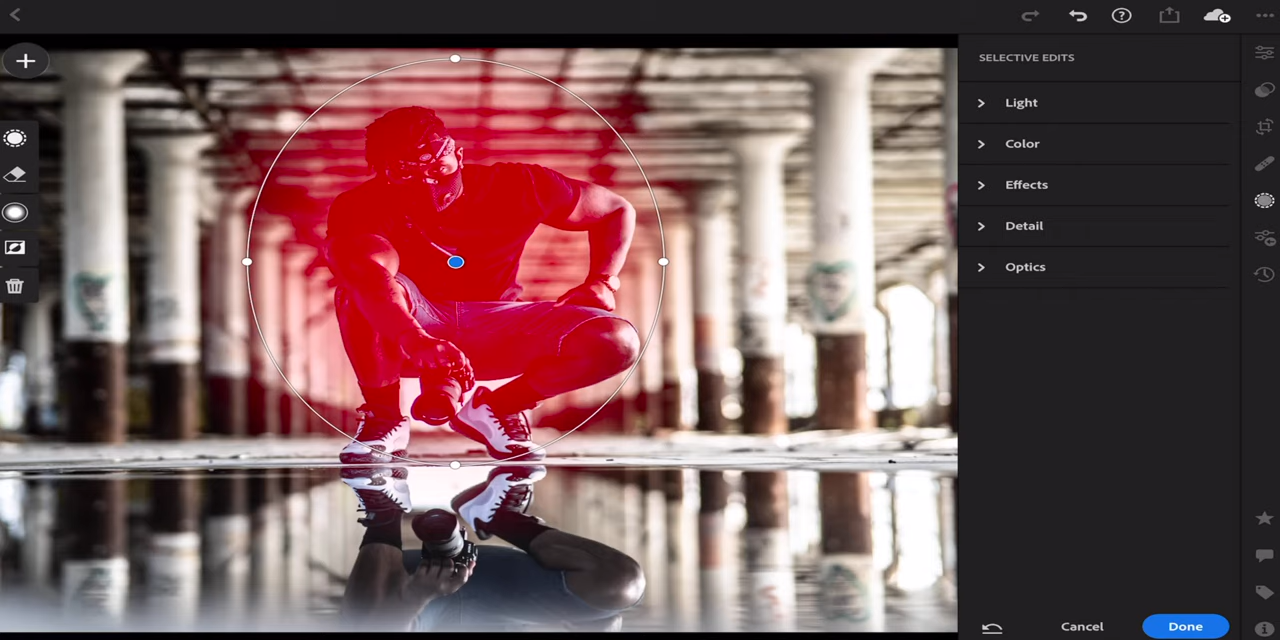 SELECTIVE EDITS
Light
Color
Effects
Detail
Optics
Cancel
Done